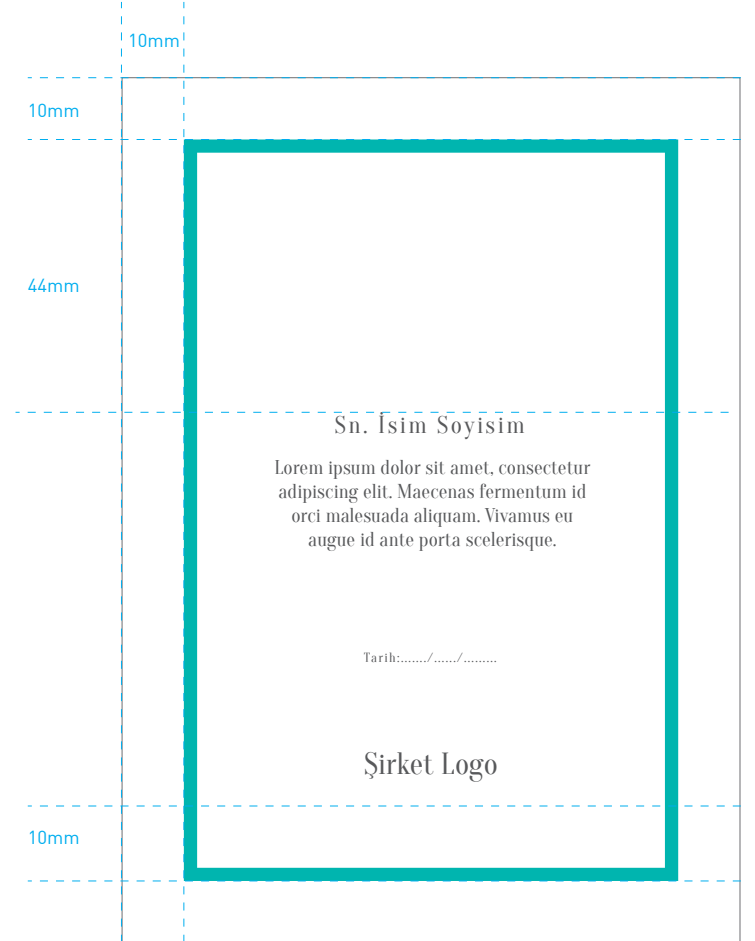 10mm
10mm
44mm
Sn. İsim Soyisim
Lorem ipsum dolor sit amet, consectetur
adipiscing elit. Maecenas fermentum id
orci malesuada aliquam. Vivamus eu
augue id ante porta scelerisque.
Tarih:......./....../.........
Şirket Logo
10mm